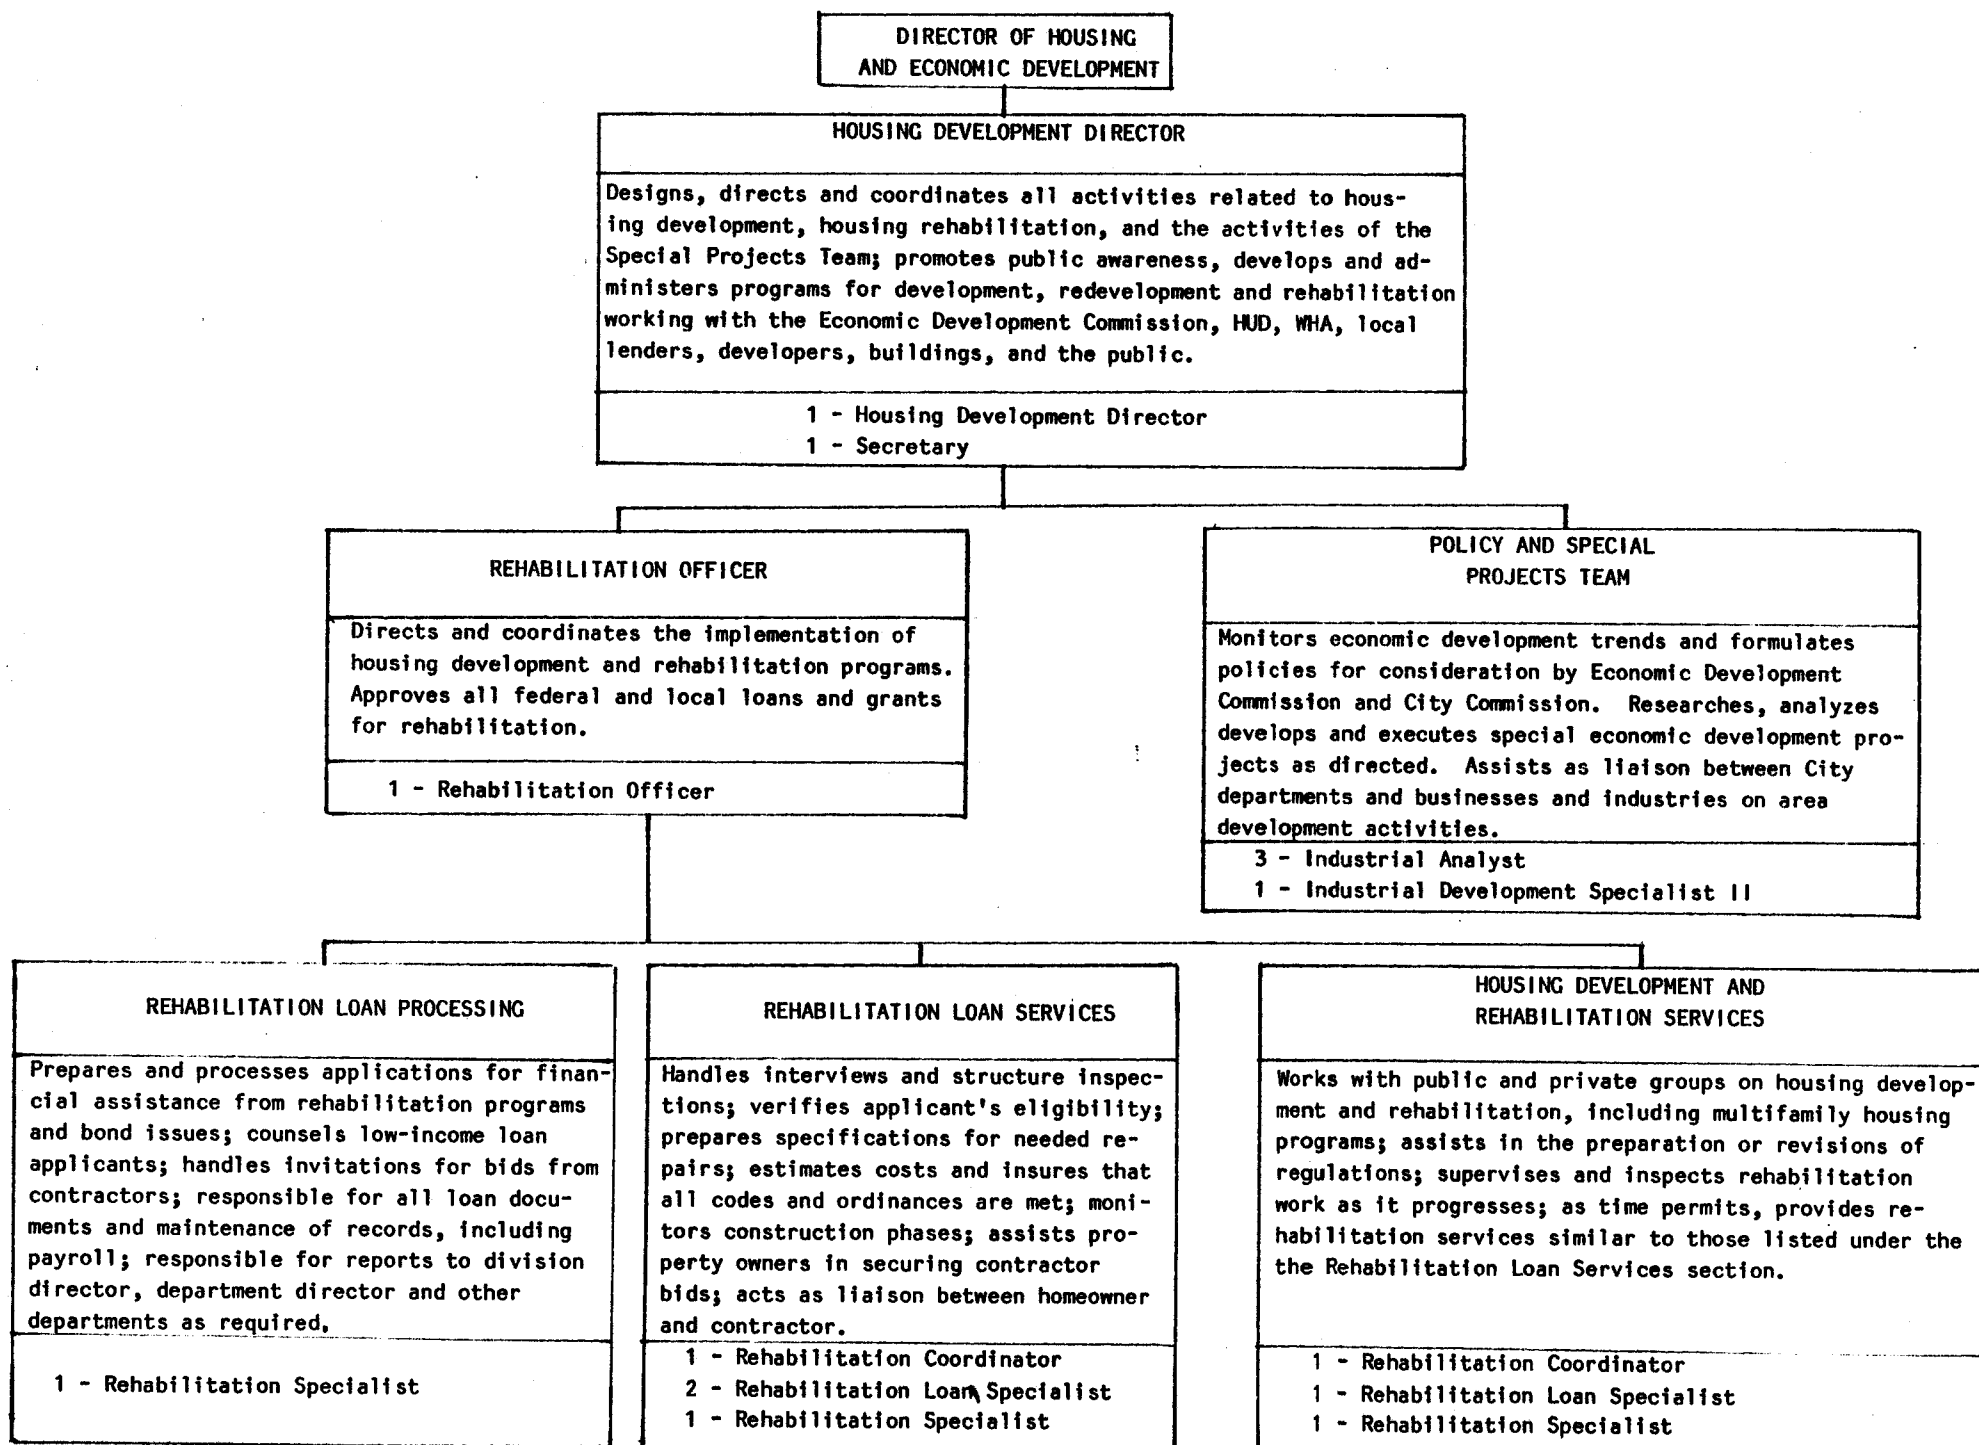 DIRECTOR OF HOUSING
AND ECONOMIC DEVELOPMENT
HOUSING DEVELOPMENT DIRECTOR
Designs, directs and coordinates all activities related to hous-
ing development, housing rehabilitation, and the activities of the
Special Projects Team; promotes public awareness, develops and ad-
ministers programs for development, redevelopment and rehabilitation
working with the Economic Development Commission, HUD, WHA, local
lenders, developers, buildings, and the public.
1 - Housing Development Director
1 - Secretary
REHABILITATION OFFICER
Directs and coordinates the implementation of
housing development and rehabilitation programs.
Approves all federal and local loans and grants
for rehabilitation.
1 - Rehabilitation Officer
POLICY AND SPECIAL
PROJECTS TEAM
Monitors economic development trends and formulates
policies for consideration by Economic Development
Commission and City Commission. Researches, analyzes
develops and executes special economic development pro-
jects as directed. Assists as liaison between City
departments and businesses and industries on area
development activities.
3 - Industrial Analyst
1 - Industrial Development Specialist II
REHABILITATION LOAN PROCESSING
Prepares and processes applications for finan-
cial assistance from rehabilitation programs
and bond issues; counsels low-income loan
applicants; handles invitations for bids from
contractors; responsible for all loan docu-
ments and maintenance of records, including
payroll; responsible for reports to division
director, department director and other
departments as required.
1 - Rehabilitation Specialist
REHABILITATION LOAN SERVICES
Handles interviews and structure inspec-
tions; verifies applicant's eligibility;
prepares specifications for needed re-
pairs; estimates costs and insures that
all codes and ordinances are met; moni-
tors construction phases; assists pro-
perty owners in securing contractor
bids; acts as liaison between homeowner
and contractor.
1 - Rehabilitation Coordinator
2 - Rehabilitation Loan Specialist
1 - Rehabilitation Specialist
HOUSING DEVELOPMENT AND
REHABILITATION SERVICES
Works with public and private groups on housing develop-
ment and rehabilitation, including multifamily housing
programs; assists in the preparation or revisions of
regulations; supervises and inspects rehabilitation
work as it progresses; as time permits, provides re-
habilitation services similar to those listed under the
the Rehabilitation Loan Services section.
1 - Rehabilitation Coordinator
1 - Rehabilitation Loan Specialist
1 - Rehabilitation Specialist